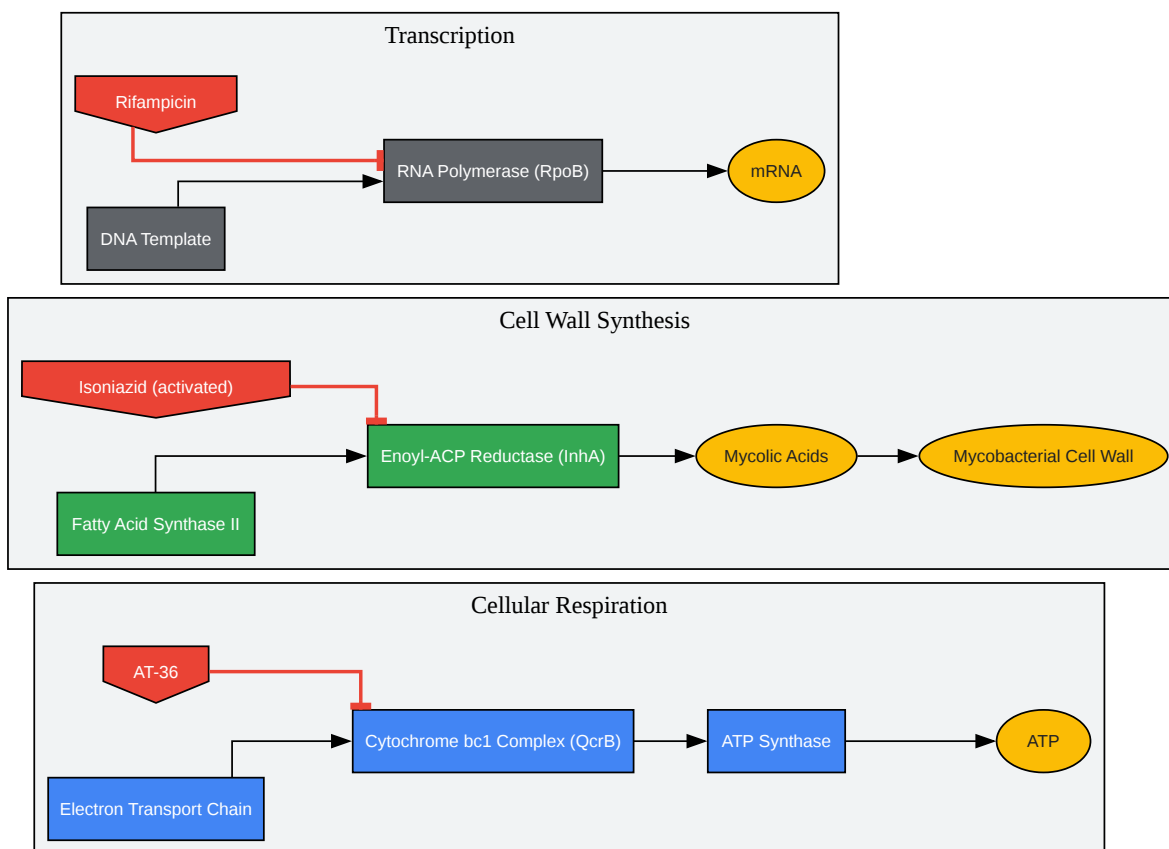 Transcription
Rifampicin
RNA Polymerase (RpoB)
mRNA
DNA Template
Cell Wall Synthesis
Isoniazid (activated)
Enoyl-ACP Reductase (InhA)
Mycolic Acids
Mycobacterial Cell Wall
Fatty Acid Synthase II
Cellular Respiration
AT-36
Cytochrome bc1 Complex (QcrB)
ATP Synthase
ATP
Electron Transport Chain